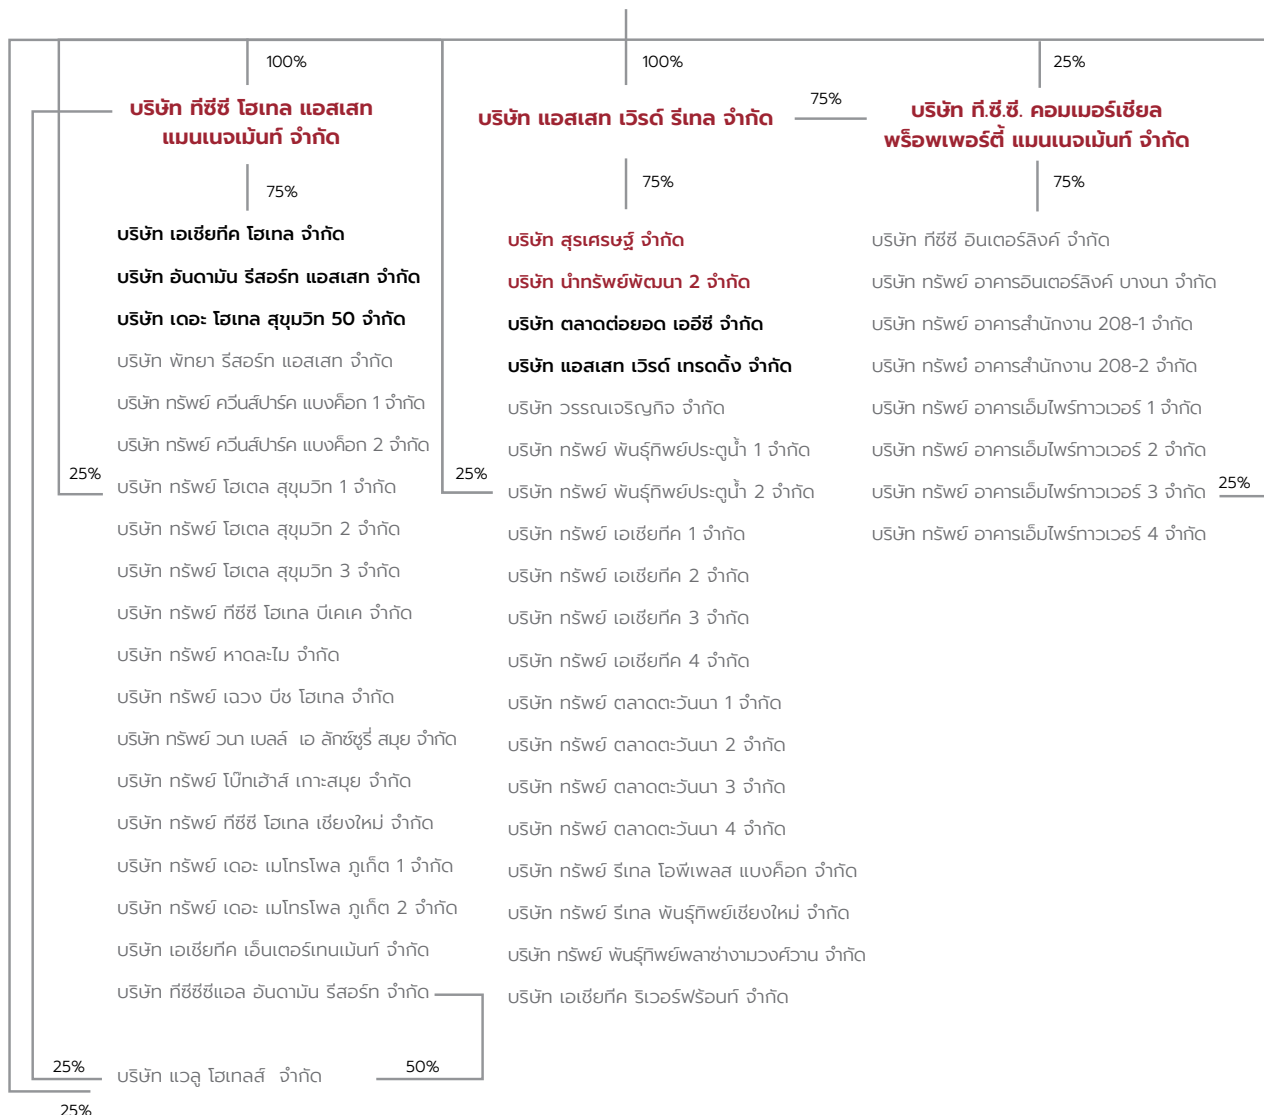 100%
100%
25%
บริษัท ทีซีซี โฮเทล แอสเสท
แมนเนจเม้นท์ จำกัด
บริษัท แอสเสท เวิรด์ รีเทล จำกัด
75%
บริษัท ที.ซี.ซี. คอมเมอร์เชียล
พร็อพเพอร์ตี้ แมนเนจเม้นท์ จำกัด
75%
75%
75%
บริษัท เอเชียทีค โฮเทล จำกัด
บริษัท อันดามัน รีสอร์ท แอสเสท จำกัด
บริษัท เดอะ โฮเทล สุขุมวิท 50 จำกัด
บริษัท พัทยา รีสอร์ท แอสเสท จำกัด
บริษัท ทรัพย์ ควีนส์ปาร์ค แบงค็อก 1 จำกัด
บริษัท ทรัพย์ ควีนส์ปาร์ค แบงค็อก 2 จำกัด
25%
บริษัท ทรัพย์ โฮเตล สุขุมวิท 1 จำกัด
บริษัท ทรัพย์ โฮเตล สุขุมวิท 2 จำกัด
บริษัท ทรัพย์ โฮเตล สุขุมวิท 3 จำกัด
บริษัท ทรัพย์ ทีซีซี โฮเทล บีเคเค จำกัด
บริษัท ทรัพย์ หาดละไม จำกัด
บริษัท ทรัพย์ เฉวง บีช โฮเทล จำกัด
บริษัท ทรัพย์ วนา เบลล์ เอ ลักซ์ชูรี่ สมุย จำกัด
บริษัท ทรัพย์ โบ๊ทเฮ้าส์ เกาะสมุย จำกัด
บริษัท ทรัพย์ ทีซีซี โฮเทล เชียงใหม่ จำกัด
บริษัท ทรัพย์ เดอะ เมโทรโพล ภูเก็ต 1 จำกัด
บริษัท ทรัพย์ เดอะ เมโทรโพล ภูเก็ต 2 จำกัด
บริษัท เอเชียทีค เอ็นเตอร์เทนเม้นท์ จำกัด
บริษัท ทีซีซีซีแอล อันดามัน รีสอร์ท จำกัด
25%
บริษัท แวลู โฮเทลส์ จำกัด
50%
25%
บริษัท สุรเศรษฐ์ จำกัด
บริษัท นำทรัพย์พัฒนา 2 จำกัด
บริษัท ตลาดต่อยอด เออีซี จำกัด
บริษัท แอสเสท เวิรด์ เทรดดิ้ง จำกัด
บริษัท วรรณเจริญกิจ จำกัด
บริษัท ทรัพย์ พันธุ์ทิพย์ประตูน้ำ 1 จำกัด
25%
บริษัท ทรัพย์ พันธุ์ทิพย์ประตูน้ำ 2 จำกัด
บริษัท ทรัพย์ เอเชียทีค 1 จำกัด
บริษัท ทรัพย์ เอเชียทีค 2 จำกัด
บริษัท ทรัพย์ เอเชียทีค 3 จำกัด
บริษัท ทรัพย์ เอเชียทีค 4 จำกัด
บริษัท ทรัพย์ ตลาดตะวันนา 1 จำกัด
บริษัท ทรัพย์ ตลาดตะวันนา 2 จำกัด
บริษัท ทรัพย์ ตลาดตะวันนา 3 จำกัด
บริษัท ทรัพย์ ตลาดตะวันนา 4 จำกัด
บริษัท ทรัพย์ รีเทล โอพีเพลส แบงค็อก จำกัด
บริษัท ทรัพย์ รีเทล พันธุ์ทิพย์เชียงใหม่ จำกัด
บริษัท ทรัพย์ พันธุ์ทิพย์พลาซ่างามวงศ์วาน จำกัด
บริษัท เอเชียทีค ริเวอร์ฟร้อนท์ จำกัด
บริษัท ทีซีซี อินเตอร์ลิงค์ จำกัด
บริษัท ทรัพย์ อาคารอินเตอร์ลิงค์ บางนา จำกัด
บริษัท ทรัพย์ อาคารสำนักงาน 208-1 จำกัด
บริษัท ทรัพย์ อาคารสำนักงาน 208-2 จำกัด
บริษัท ทรัพย์ อาคารเอ็มไพร์ทาวเวอร์ 1 จำกัด
บริษัท ทรัพย์ อาคารเอ็มไพร์ทาวเวอร์ 2 จำกัด
บริษัท ทรัพย์ อาคารเอ็มไพร์ทาวเวอร์ 3 จำกัด
25%
บริษัท ทรัพย์ อาคารเอ็มไพร์ทาวเวอร์ 4 จำกัด